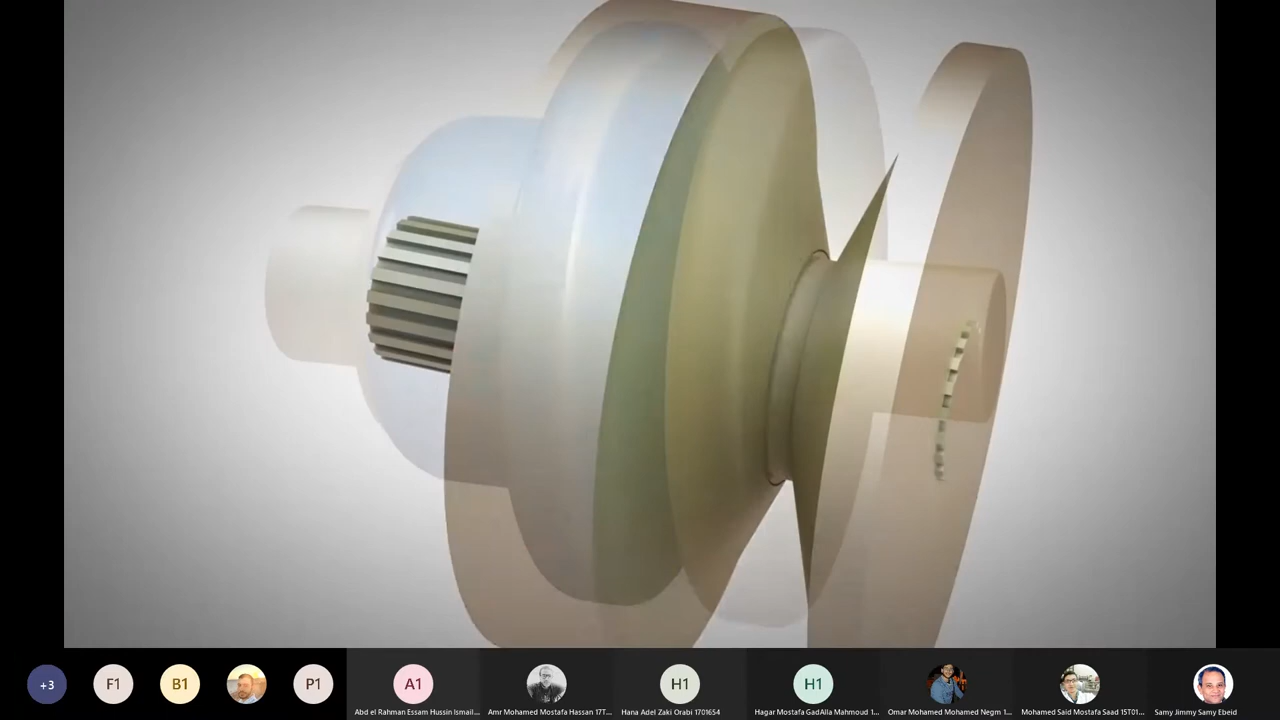 +3
F1
B1
P1
A1
H1
H1
Abd el Rahman Essam Hussin Ismail...
Amr Mohamed Mostafa Hassan 17T...
Hana Adel Zaki Orabi 1701654
Hagar Mostafa GadAlla Mahmoud 1...
Omar Mohamed Mohamed Negm 1...
Mohamed Said Mostafa Saad 15T01...
Samy Jimmy Samy Ebeid